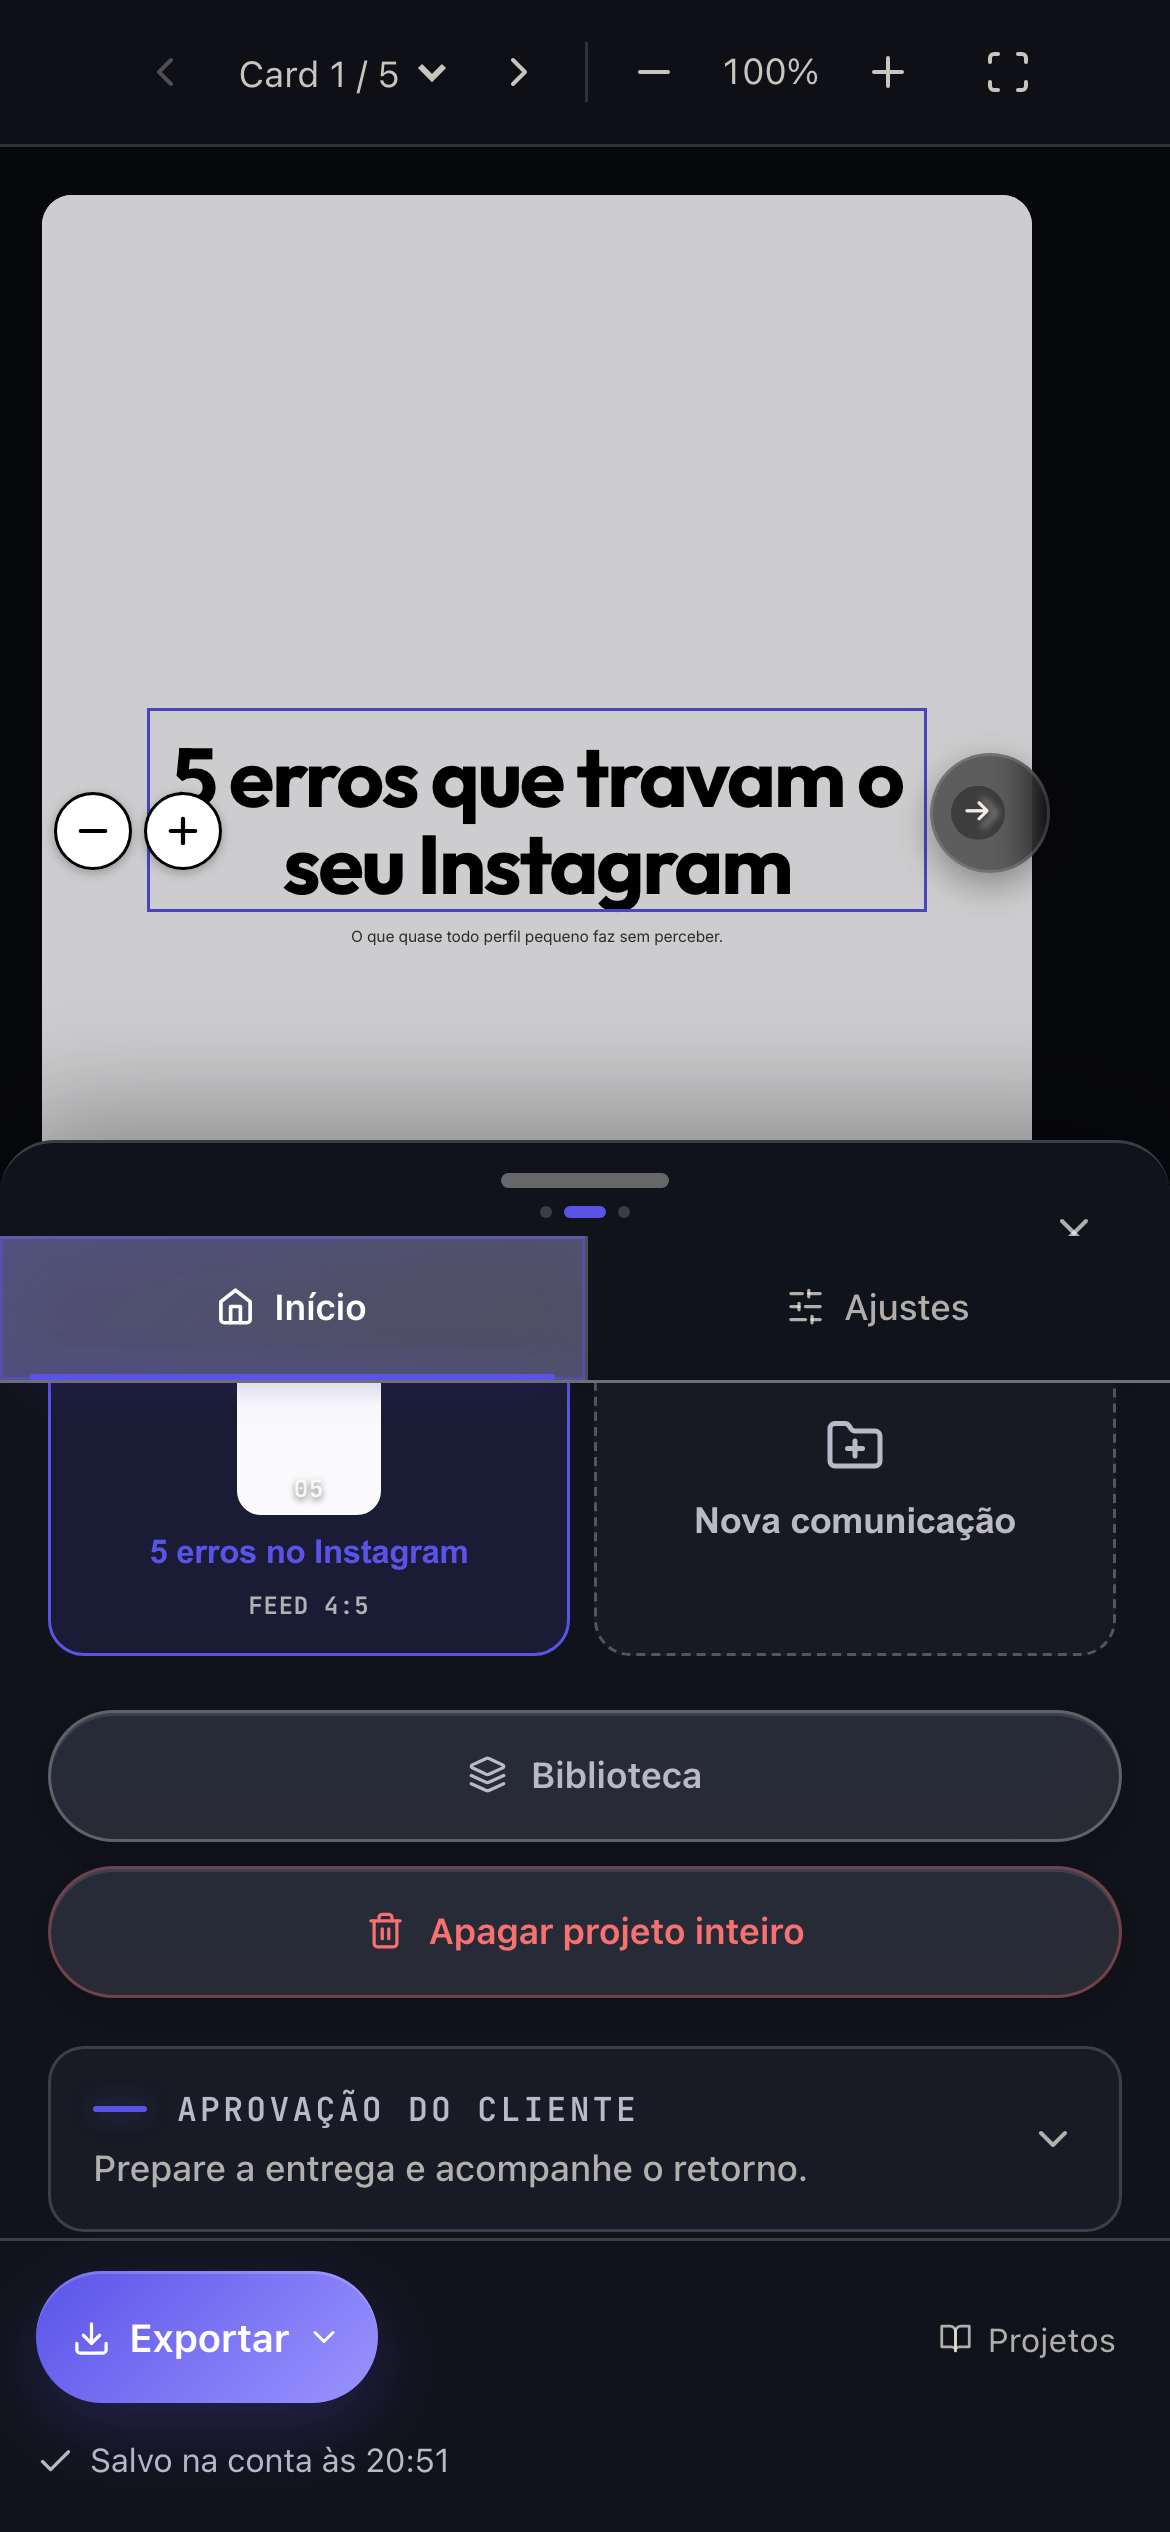 Card 1 / 5
100%
5 erros que travam o
seu Instagram
O que quase todo perfil pequeno faz sem perceber.
Início
Ajustes
05
5 erros no Instagram
FEED 4:5
Nova comunicação
Biblioteca
Apagar projeto inteiro
APROVAÇÃO DO CLIENTE
Prepare a entrega e acompanhe o retorno.
Exportar
Projetos
Salvo na conta às 20:51